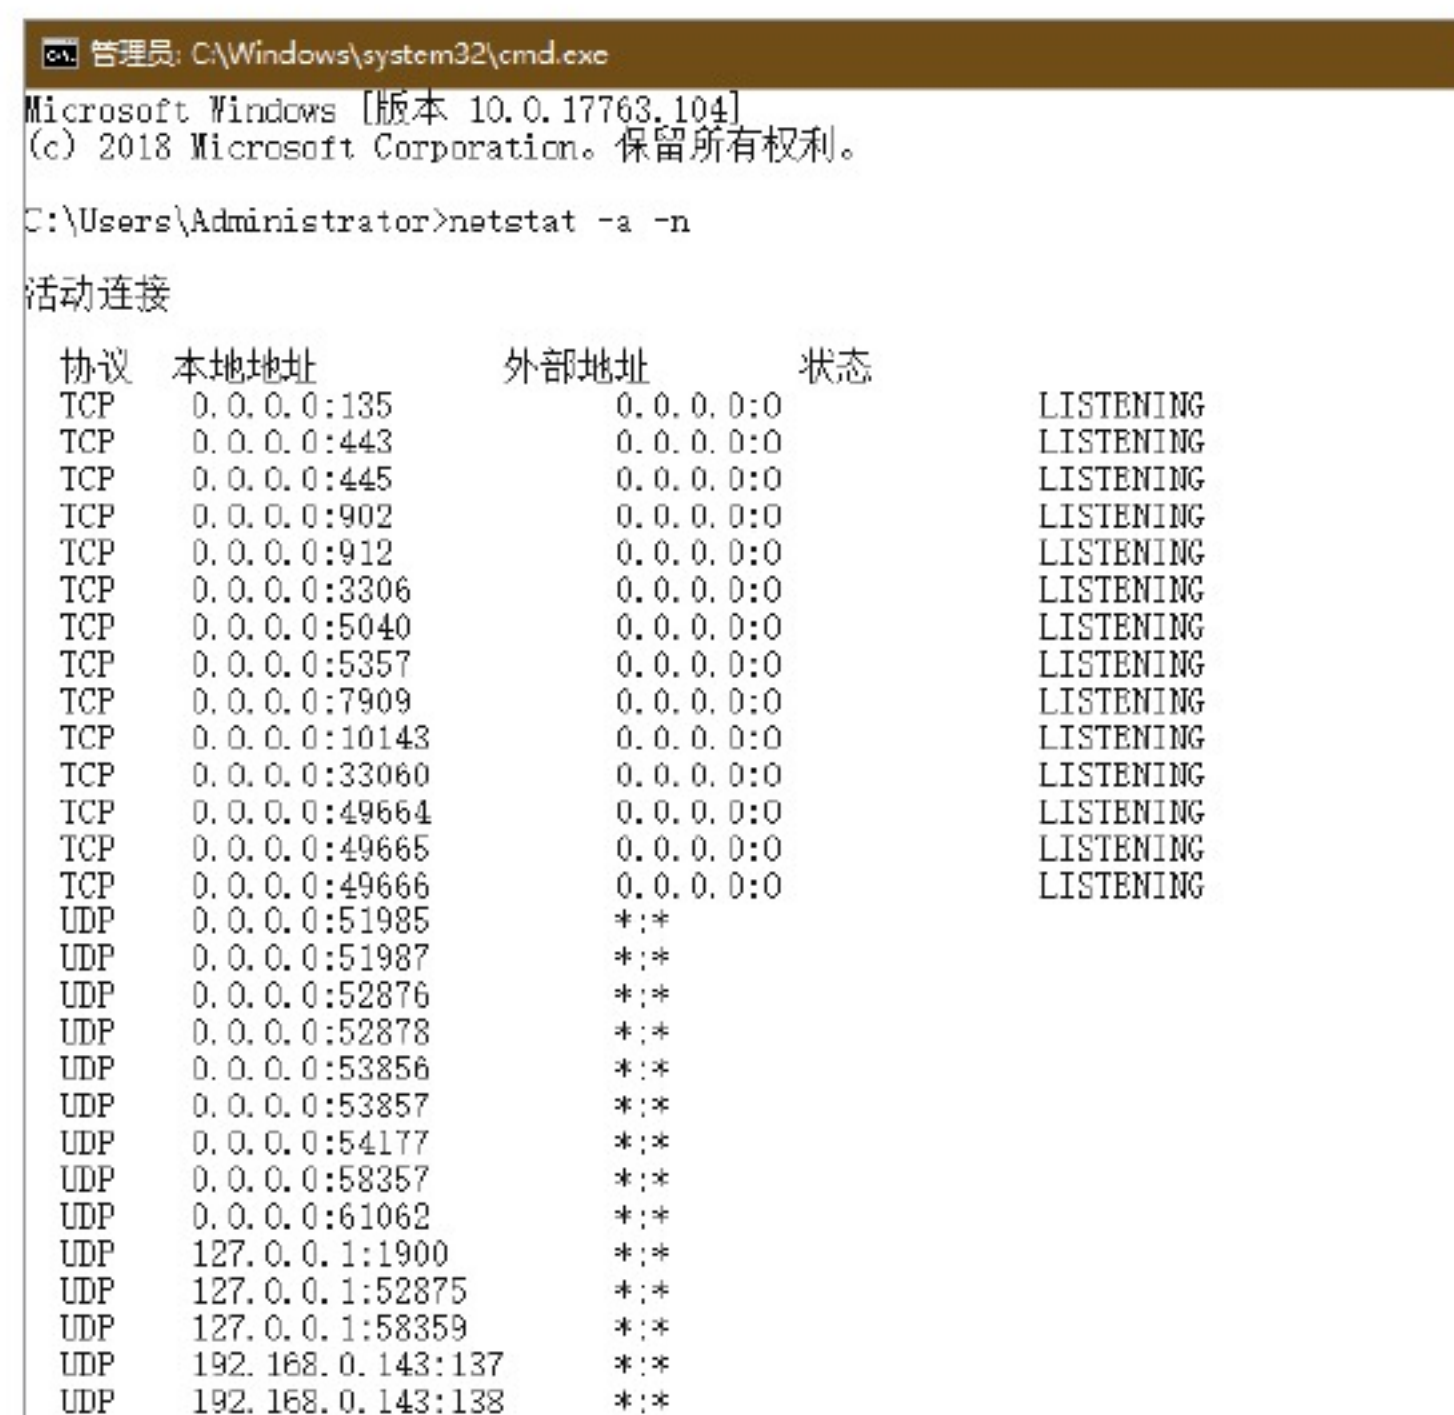 管理员: C:\Windows\system32\cmd.exe
Microsoft Windows [版本 10.0.17763.104]
(c) 2018 Microsoft Corporation。保留所有权利。
C:\Users\Administrator>netstat -a -n
活动连接
协议 本地地址 外部地址 状态
TCP 0.0.0.0:135 0.0.0.0:0 LISTENING
TCP 0.0.0.0:443 0.0.0.0:0 LISTENING
TCP 0.0.0.0:445 0.0.0.0:0 LISTENING
TCP 0.0.0.0:902 0.0.0.0:0 LISTENING
TCP 0.0.0.0:912 0.0.0.0:0 LISTENING
TCP 0.0.0.0:3306 0.0.0.0:0 LISTENING
TCP 0.0.0.0:5040 0.0.0.0:0 LISTENING
TCP 0.0.0.0:5357 0.0.0.0:0 LISTENING
TCP 0.0.0.0:7909 0.0.0.0:0 LISTENING
TCP 0.0.0.0:10143 0.0.0.0:0 LISTENING
TCP 0.0.0.0:33060 0.0.0.0:0 LISTENING
TCP 0.0.0.0:49664 0.0.0.0:0 LISTENING
TCP 0.0.0.0:49665 0.0.0.0:0 LISTENING
TCP 0.0.0.0:49666 0.0.0.0:0 LISTENING
UDP 0.0.0.0:51985 *:*
UDP 0.0.0.0:51987 *:*
UDP 0.0.0.0:52876 *:*
UDP 0.0.0.0:52878 *:*
UDP 0.0.0.0:53856 *:*
UDP 0.0.0.0:53857 *:*
UDP 0.0.0.0:54177 *:*
UDP 0.0.0.0:58357 *:*
UDP 0.0.0.0:61062 *:*
UDP 127.0.0.1:1900 *:*
UDP 127.0.0.1:52875 *:*
UDP 127.0.0.1:58359 *:*
UDP 192.168.0.143:137 *:*
UDP 192.168.0.143:138 *:*